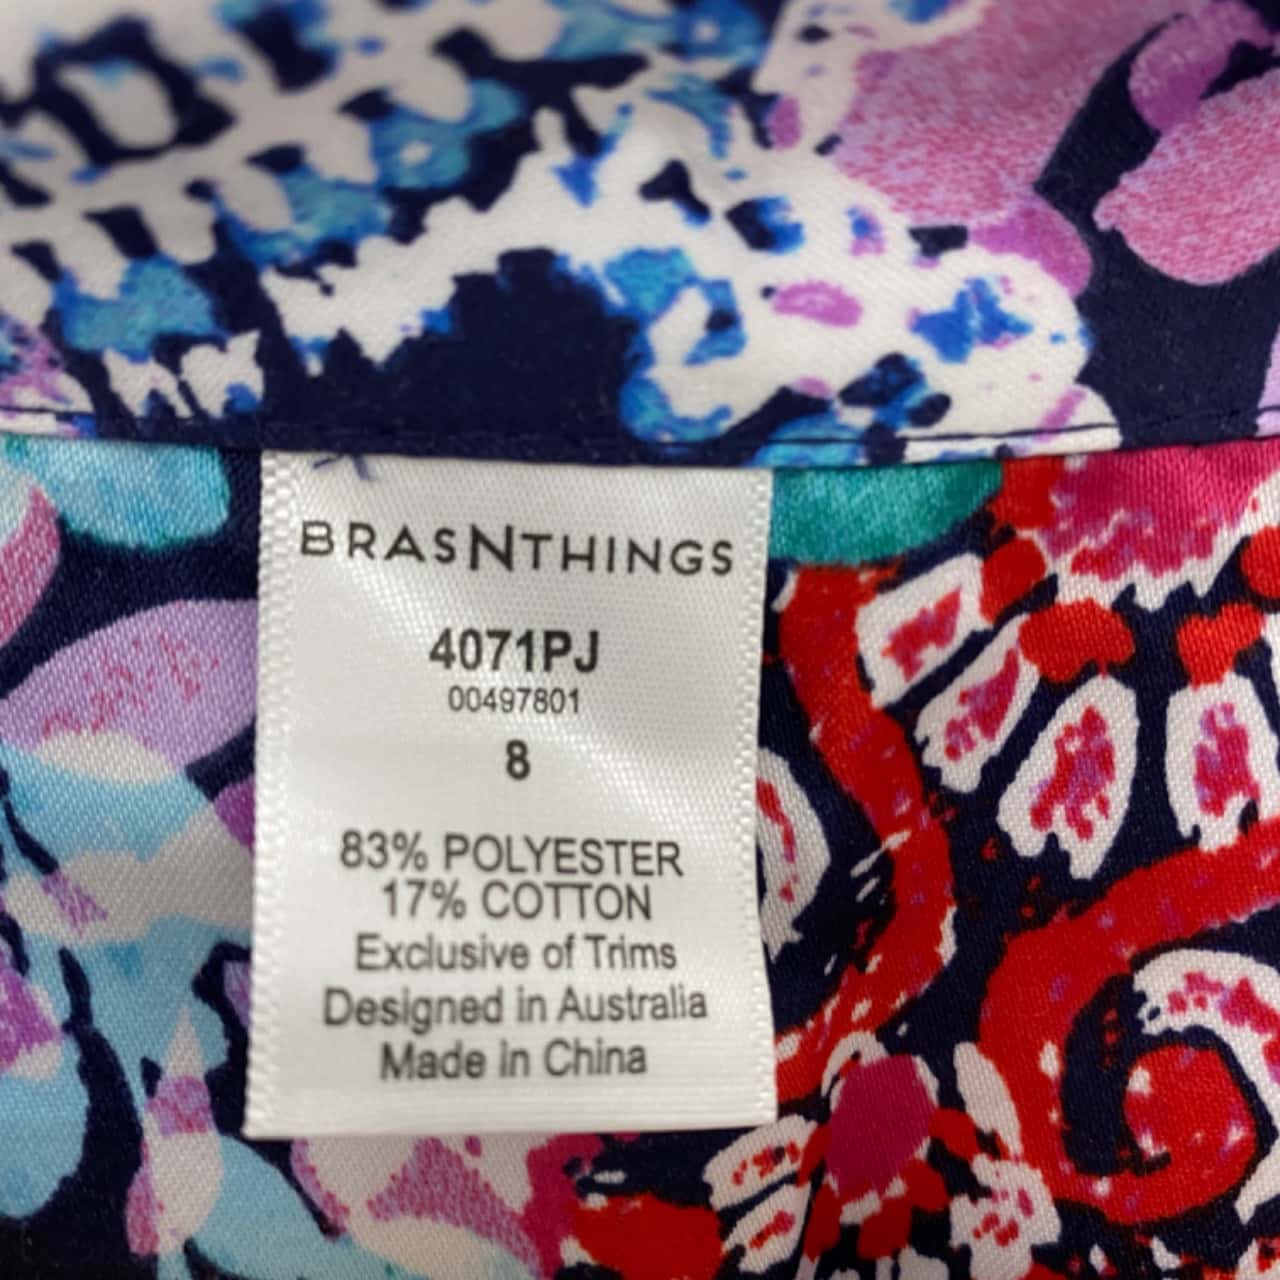 BRASNTHINGS
4071PJ
00497801
8
83% POLYESTER
17% COTTON
Exclusive of Trims
Designed in Australia
Made in China